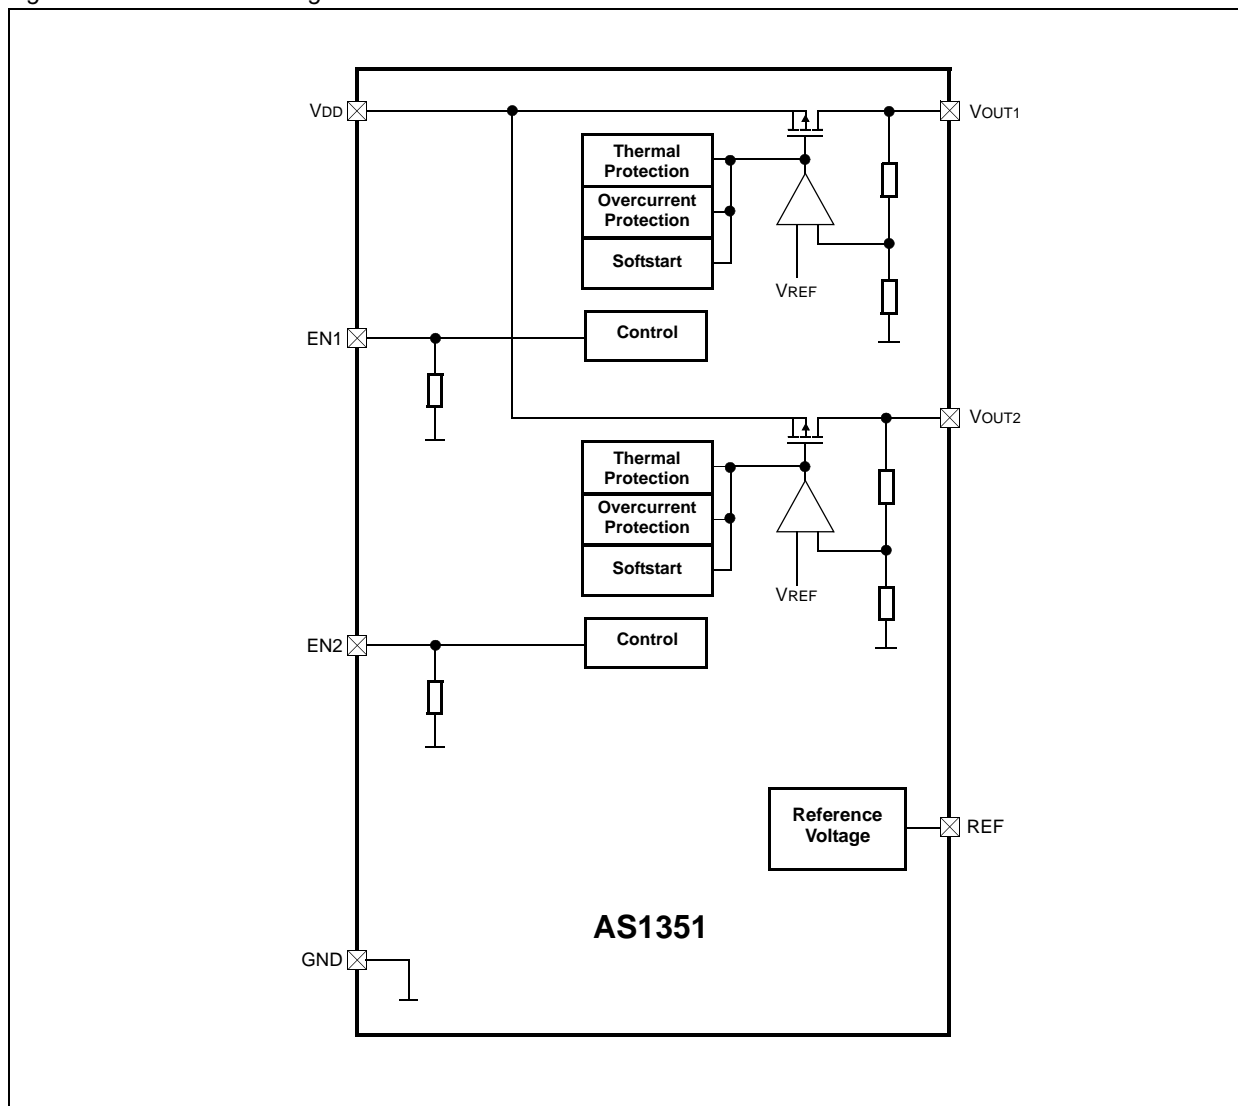 VDD
VOUT1
Thermal
Protection
Overcurrent
Protection
Softstart
VREF
EN1
Control
VOUT2
Thermal
Protection
Overcurrent
Protection
Softstart
VREF
EN2
Control
Reference
Voltage
REF
AS1351
GND